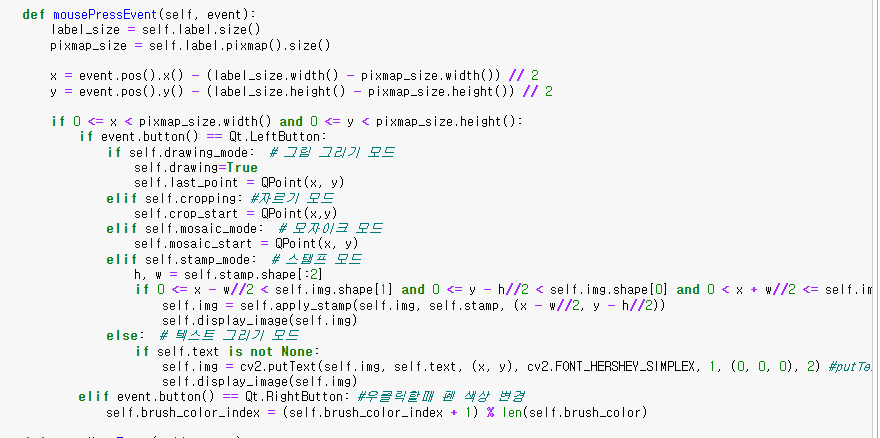 def mousePressEvent(self, event):
label_size = self.label.size()
pixmap_size = self.label.pixmap().size()
x = event.pos().x() - (label_size.width() - pixmap_size.width()) // 2
y = event.pos().y() - (label_size.height() - pixmap_size.height()) // 2
if 0 <= x < pixmap_size.width() and 0 <= y < pixmap_size.height():
if event.button() == Qt.LeftButton:
if self.drawing_mode: # 그림 그리기 모드
self.drawing=True
self.last_point = QPoint(x, y)
elif self.cropping: #자르기 모드
self.crop_start = QPoint(x,y)
elif self.mosaic_mode: # 모자이크 모드
self.mosaic_start = QPoint(x, y)
elif self.stamp_mode: # 스탬프 모드
h, w = self.stamp.shape[:2]
if 0 <= x - w//2 < self.img.shape[1] and 0 <= y - h//2 < self.img.shape[0] and 0 < x + w//2 <= self.im
self.img = self.apply_stamp(self.img, self.stamp, (x - w//2, y - h//2))
self.display_image(self.img)
else: # 텍스트 그리기 모드
if self.text is not None:
self.img = cv2.putText(self.img, self.text, (x, y), cv2.FONT_HERSHEY_SIMPLEX, 1, (0, 0, 0), 2) #putTe
self.display_image(self.img)
elif event.button() == Qt.RightButton: #우클릭할때 펜 색상 변경
self.brush_color_index = (self.brush_color_index + 1) % len(self.brush_color)